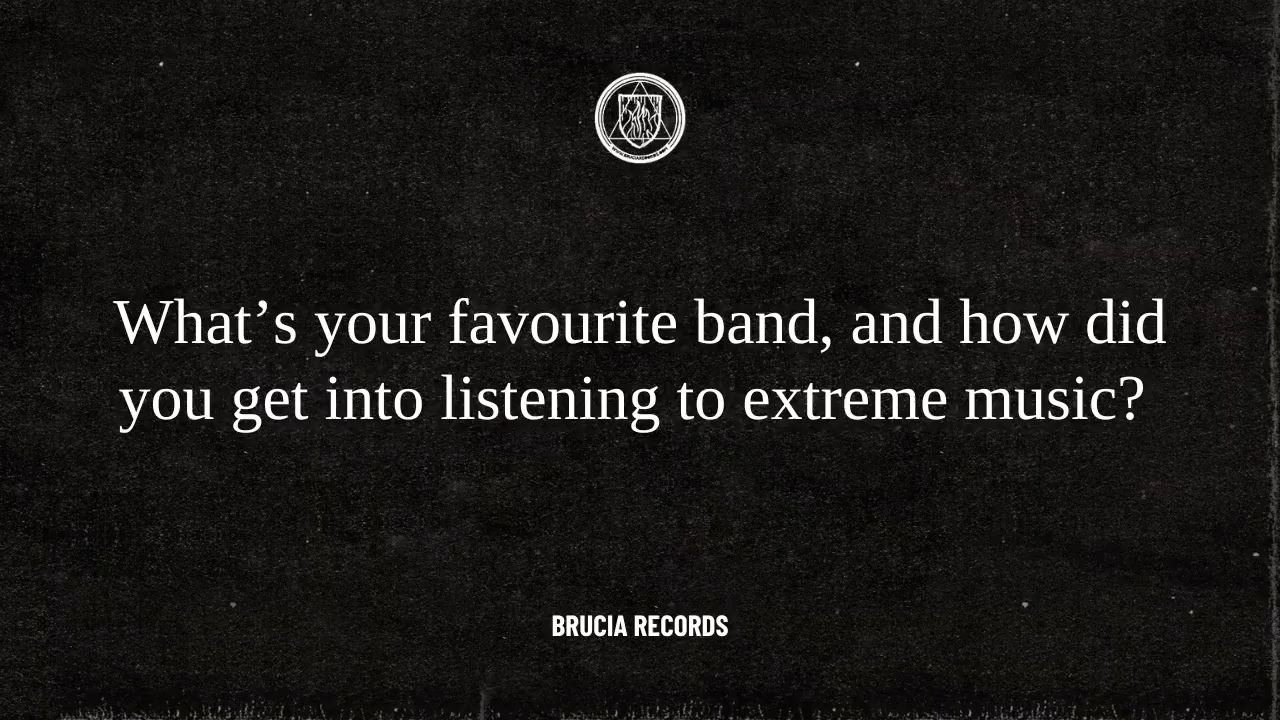 What’s your favourite band, and how did
you get into listening to extreme music?
BRUCIA RECORDS